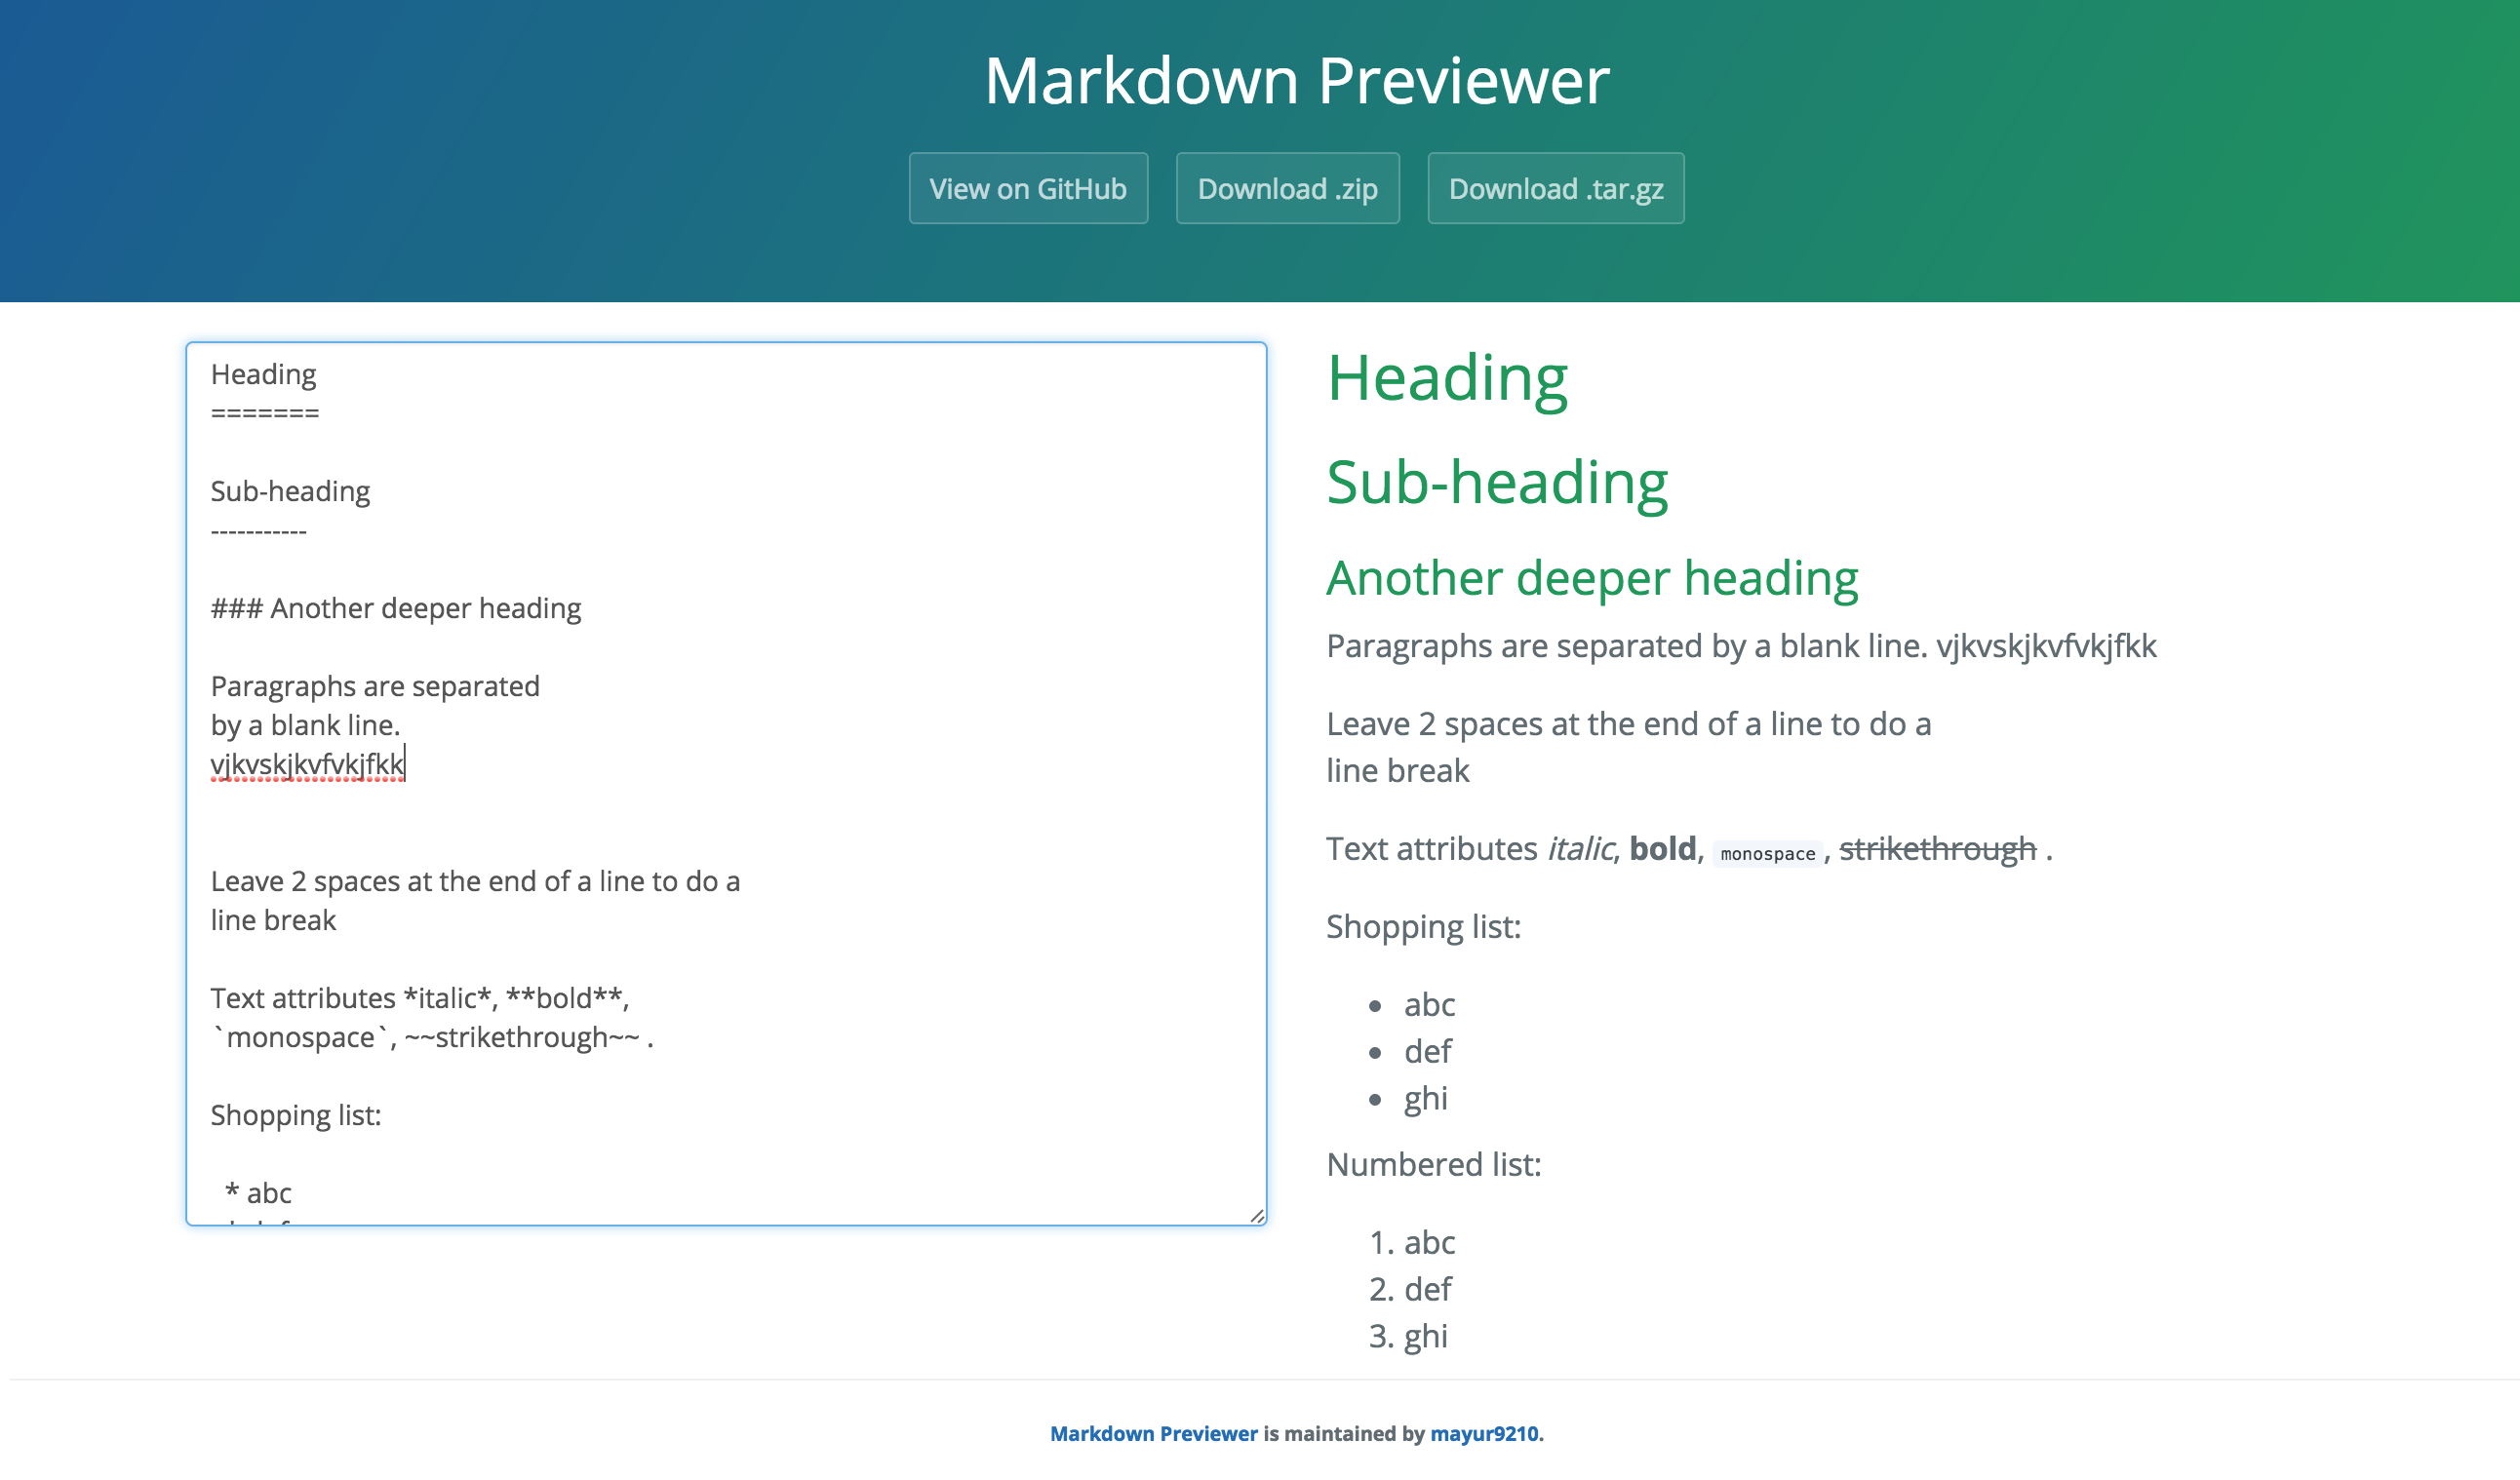 Markdown Previewer
View on GitHub
Download .zip
Download .tar.gz
Heading
=======
Sub-heading
-----------
### Another deeper heading
Paragraphs are separated
by a blank line.
vjkvskjkvfvkjfkk
Leave 2 spaces at the end of a line to do a
line break
Text attributes *italic*, **bold**,
`monospace`, ~~strikethrough~~ .
Shopping list:
* abc
Heading
Sub-heading
Another deeper heading
Paragraphs are separated by a blank line. vjkvskjkvfvkjfkk
Leave 2 spaces at the end of a line to do a
line break
Text attributes italic, bold, monospace, strikethrough .
Shopping list:
• abc
• def
• ghi
Numbered list:
1. abc
2. def
3. ghi
Markdown Previewer is maintained by mayur9210.